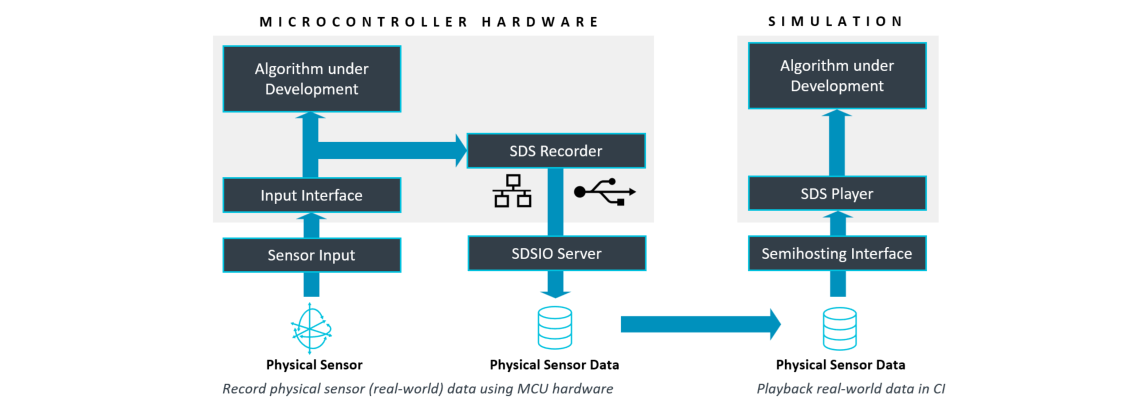 MICROCONTROLLER HARDWARE
SIMULATION
Algorithm under
Development
SDS Recorder
Input Interface
Sensor Input
SDSIO Server
Physical Sensor
Physical Sensor Data
Record physical sensor (real-world) data using MCU hardware
Algorithm under
Development
SDS Player
Semihosting Interface
Physical Sensor Data
Playback real-world data in CI